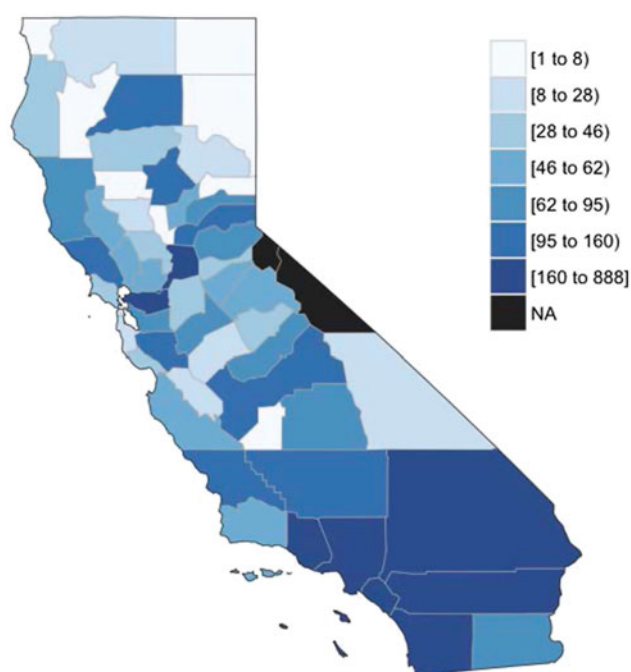 [1 to 8)
[8 to 28)
[28 to 46)
[46 to 62)
[62 to 95)
[95 to 160)
[160 to 888]
NA